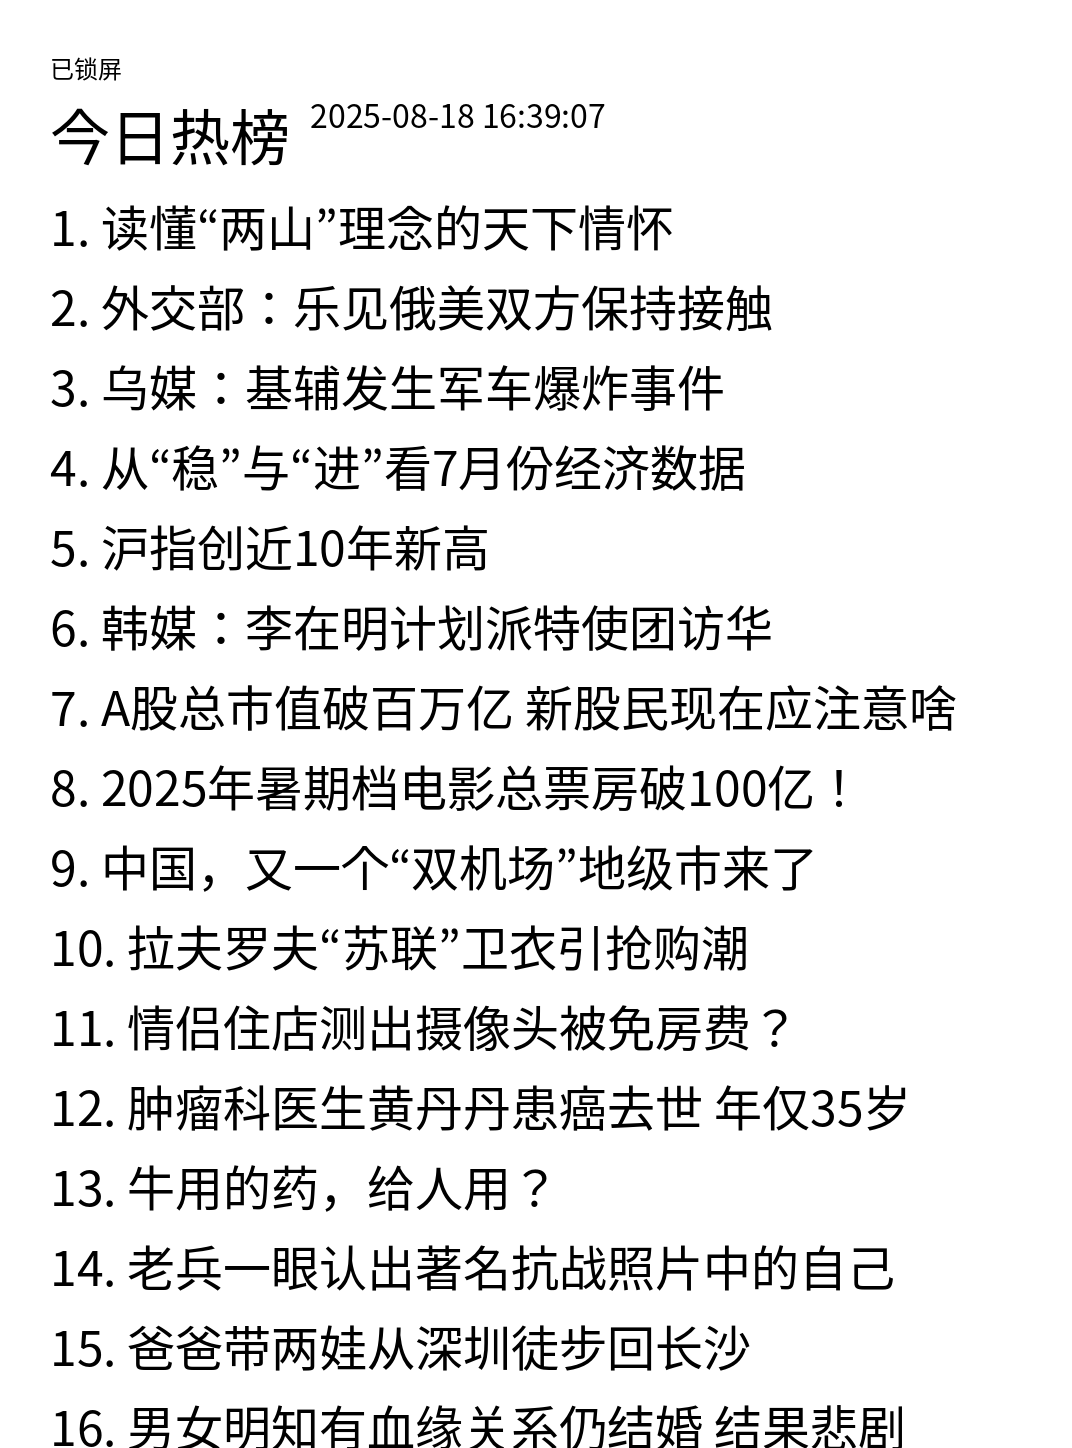 已锁屏
今日热榜 2025-08-18 16:39:07
1. 读懂“两山”理念的天下情怀
2. 外交部：乐见俄美双方保持接触
3. 乌媒：基辅发生军车爆炸事件
4. 从“稳”与“进”看7月份经济数据
5. 沪指创近10年新高
6. 韩媒：李在明计划派特使团访华
7. A股总市值破百万亿 新股民现在应注意啥
8. 2025年暑期档电影总票房破100亿！
9. 中国，又一个“双机场”地级市来了
10. 拉夫罗夫“苏联”卫衣引抢购潮
11. 情侣住店测出摄像头被免房费？
12. 肿瘤科医生黄丹丹患癌去世 年仅35岁
13. 牛用的药，给人用？
14. 老兵一眼认出著名抗战照片中的自己
15. 爸爸带两娃从深圳徒步回长沙
16. 男女明知有血缘关系仍结婚 结果悲剧